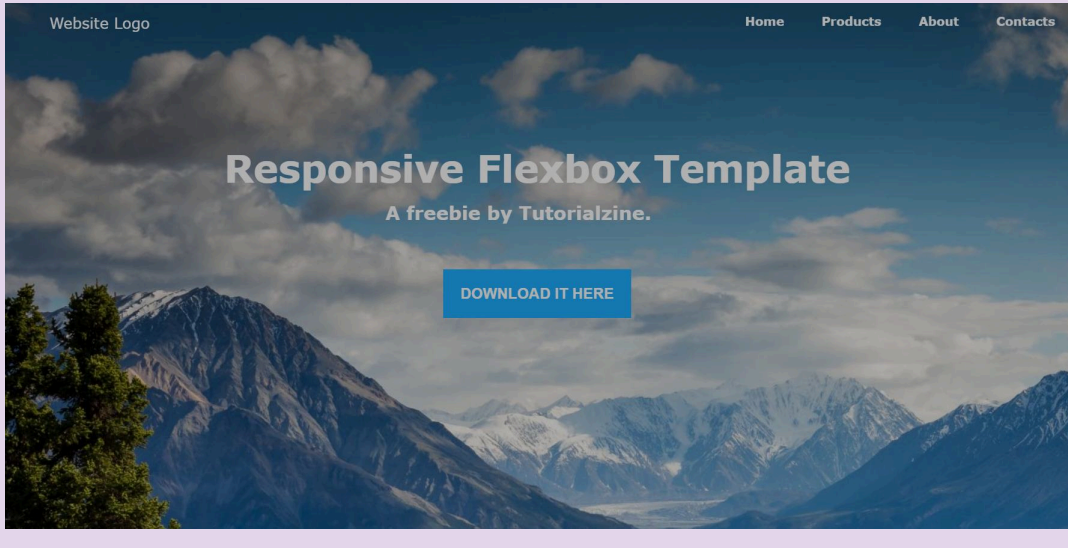 Website Logo
Home Products About Contacts
Responsive Flexbox Template
A freebie by Tutorialzine.
DOWNLOAD IT HERE